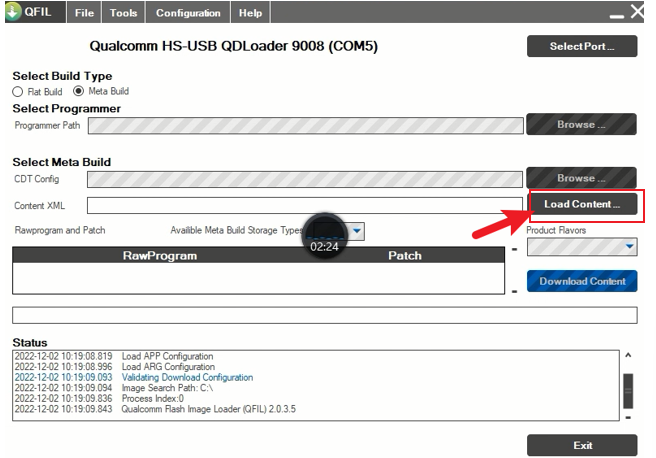 QFIL File Tools Configuration Help
Qualcomm HS-USB QDLoader 9008 (COM5)
Select Port ...
Select Build Type
Flat Build Meta Build
Select Programmer
Programmer Path Browse ...
Select Meta Build
CDT Config Browse ...
Content XML Load Content ...
Rawprogram and Patch Availible Meta Build Storage Types Product Flavors
02:24
RawProgram Patch
Download Content
Status
2022-12-02 10:19:08.819 Load APP Configuration
2022-12-02 10:19:08.996 Load ARG Configuration
2022-12-02 10:19:09.093 Validating Download Configuration
2022-12-02 10:19:09.094 Image Search Path: C:\
2022-12-02 10:19:09.836 Process Index:0
2022-12-02 10:19:09.843 Qualcomm Flash Image Loader (QFIL) 2.0.3.5
Exit